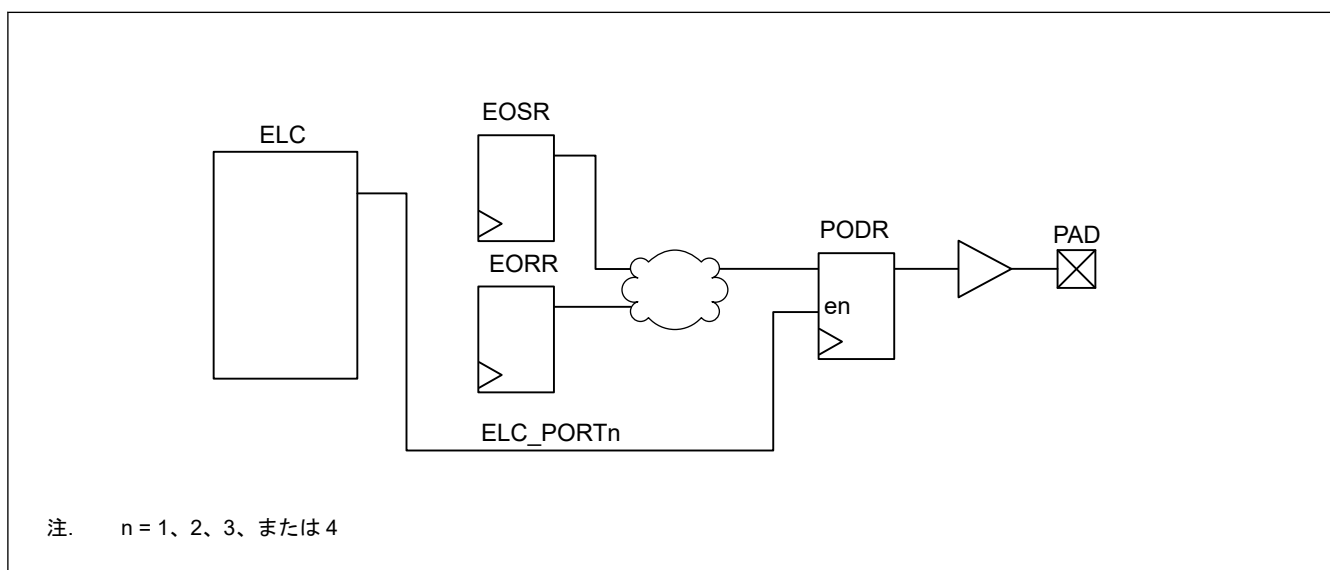 EOSR
ELC
PODR
PAD
EORR
en
ELC_PORTn
注. n = 1、2、3、または 4